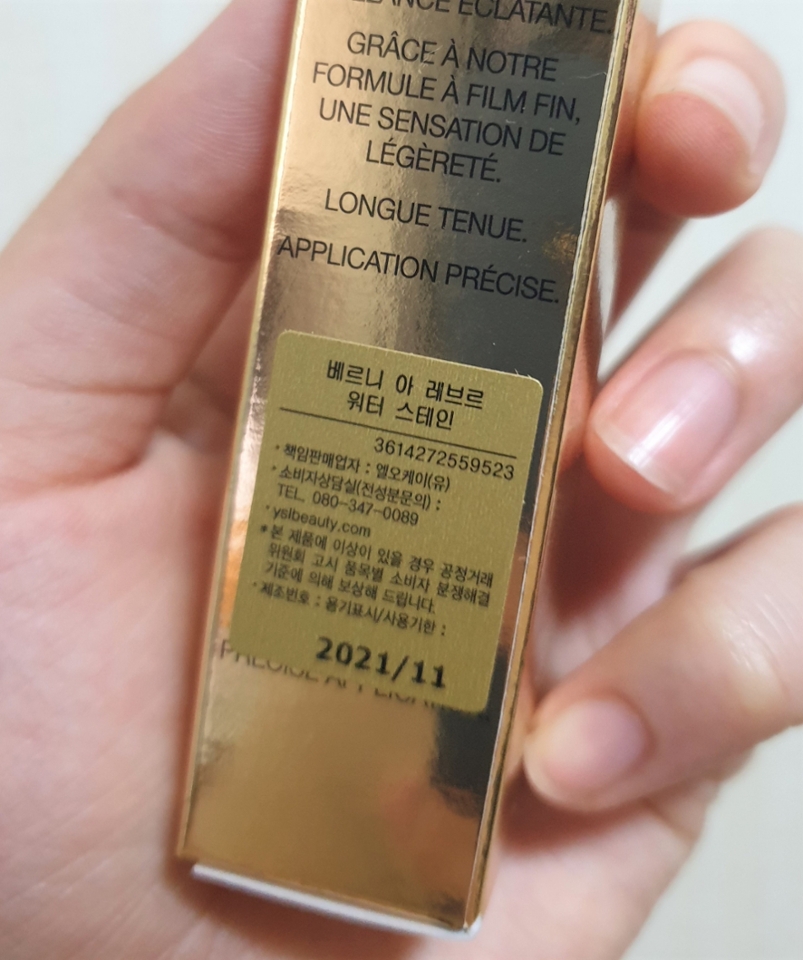 ÉCLATANTE.
GRÂCE À NOTRE
FORMULE À FILM FIN,
UNE SENSATION DE
LÉGÈRETÉ.
LONGUE TENUE.
APPLICATION PRÉCISE.
베르니 아 레브르
워터 스테인
3614272559523
· 책임판매업자 : 엘오케이(유)
· 소비자상담실(전성분문의) :
TEL. 080-347-0089
· yslbeauty.com
* 본 제품에 이상이 있을 경우 공정거래
위원회 고시 품목별 소비자 분쟁해결
기준에 의해 보상해 드립니다.
· 제조번호 : 용기표시/사용기한 :
2021/11